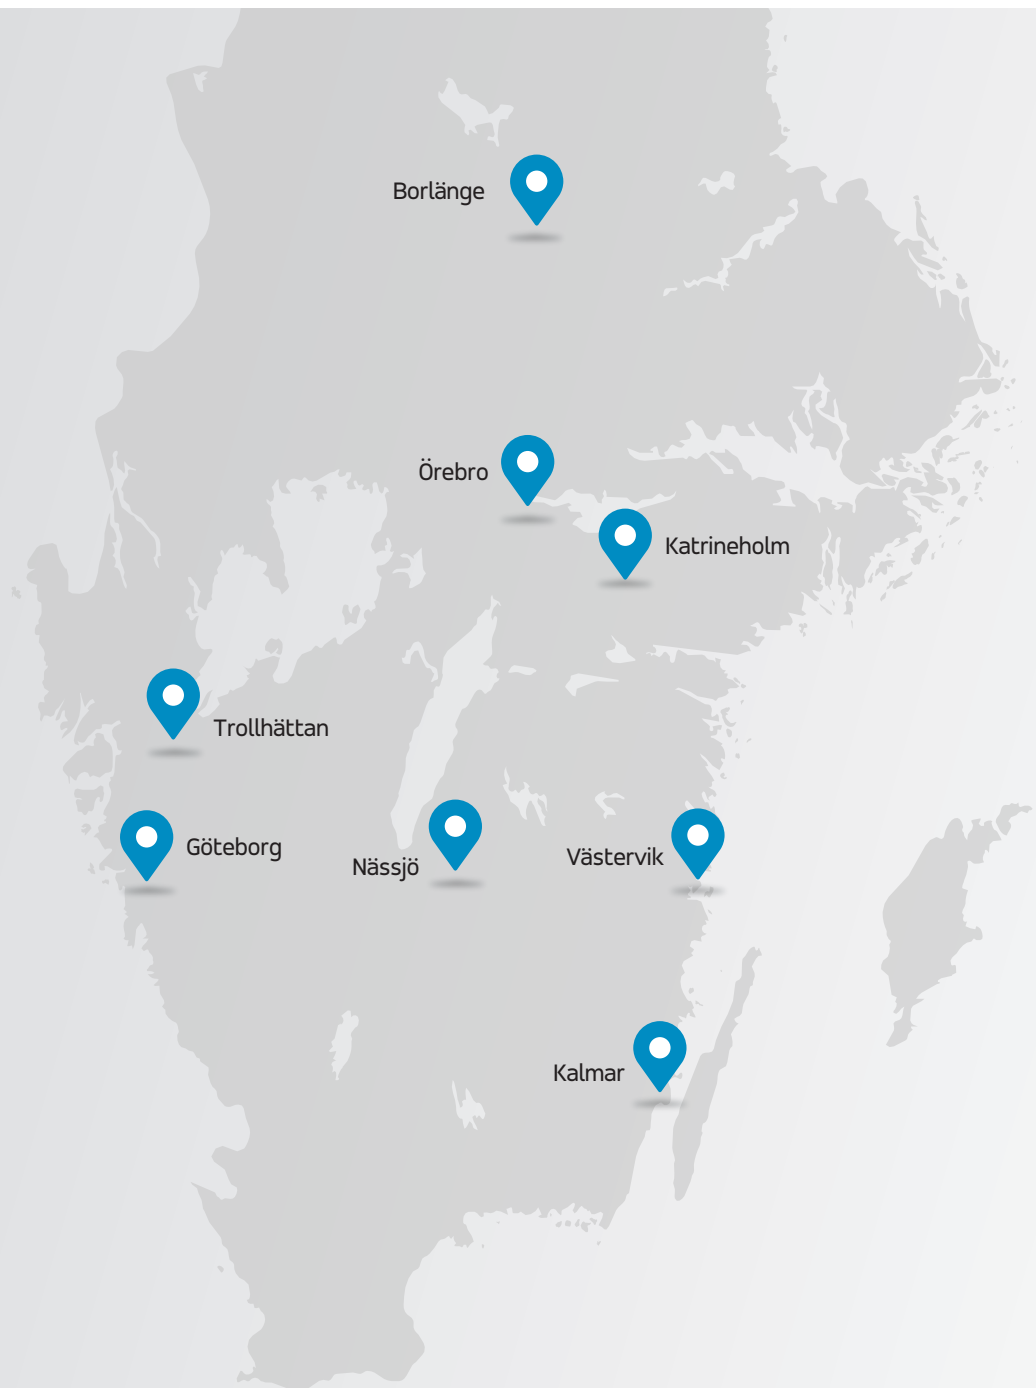 Borlänge
Örebro
Katrineholm
Trollhättan
Göteborg
Nässjö
Västervik
Kalmar